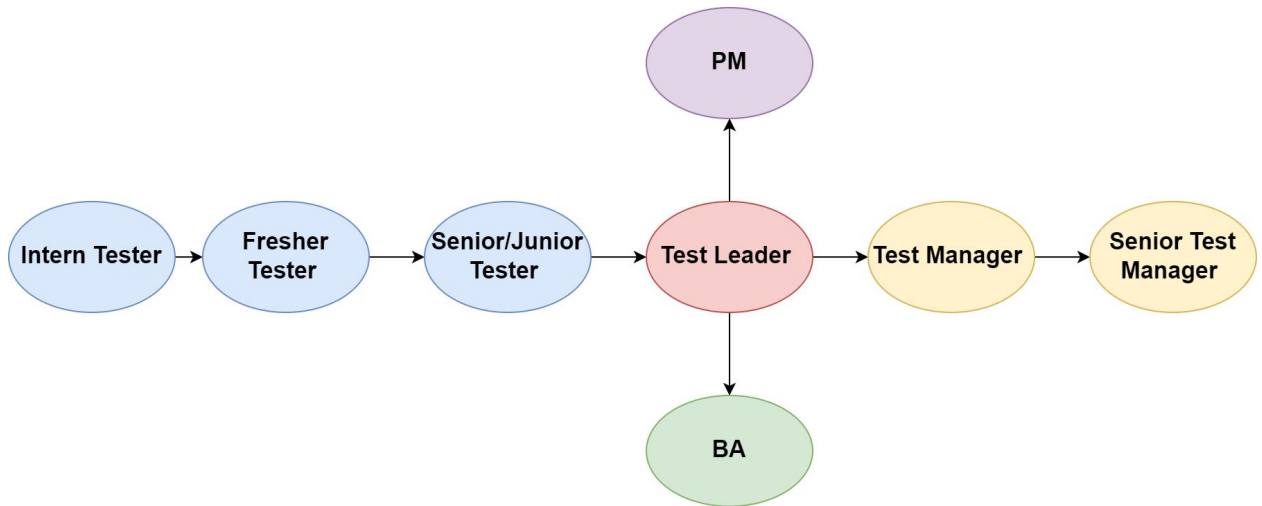 PM
Intern Tester
Fresher
Tester
Senior/Junior
Tester
Test Leader
Test Manager
Senior Test
Manager
BA